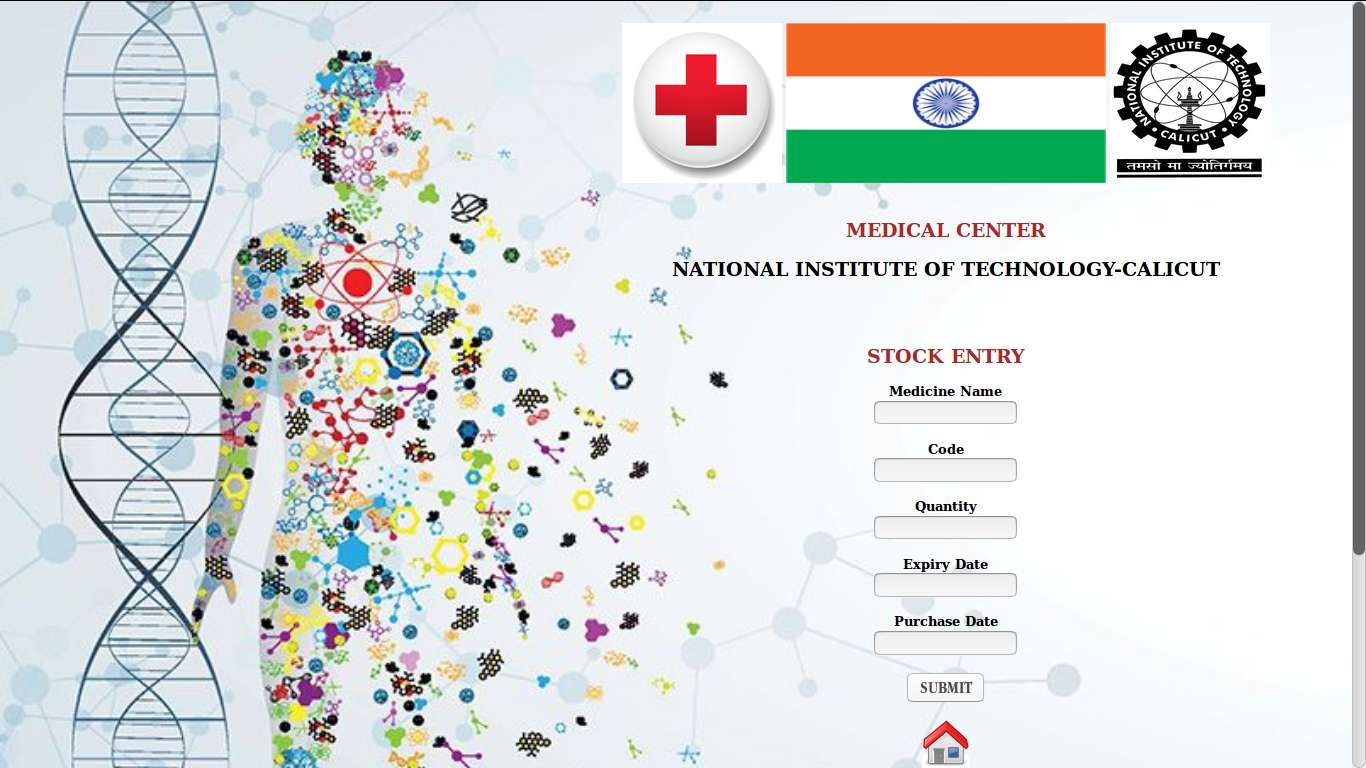 NATIONAL INSTITUTE OF TECHNOLOGY
• CALICUT •
तमसो मा ज्योतिर्गमय
MEDICAL CENTER
NATIONAL INSTITUTE OF TECHNOLOGY-CALICUT
STOCK ENTRY
Medicine Name
Code
Quantity
Expiry Date
Purchase Date
SUBMIT